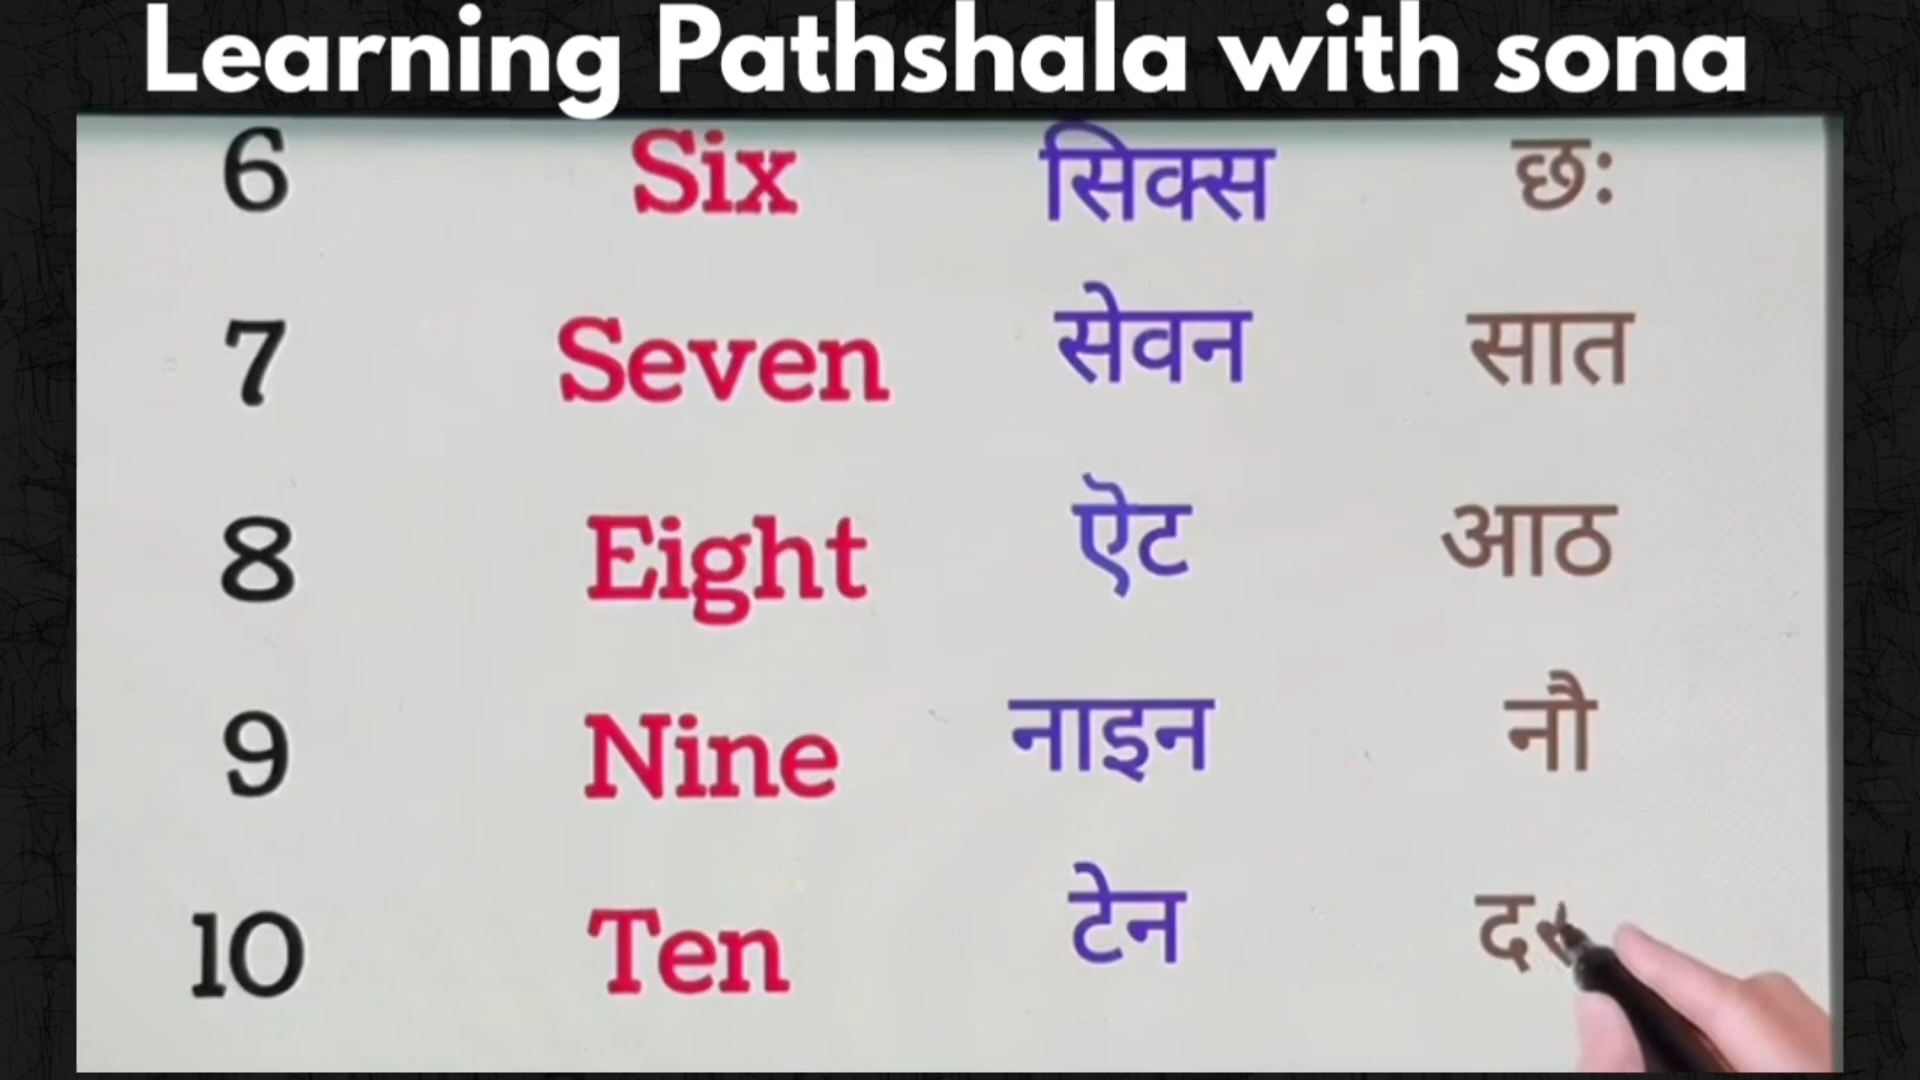 Learning Pathshala with sona
6 Six सिक्स छः
7 Seven सेवन सात
8 Eight ऐट आठ
9 Nine नाइन नौ
10 Ten टेन